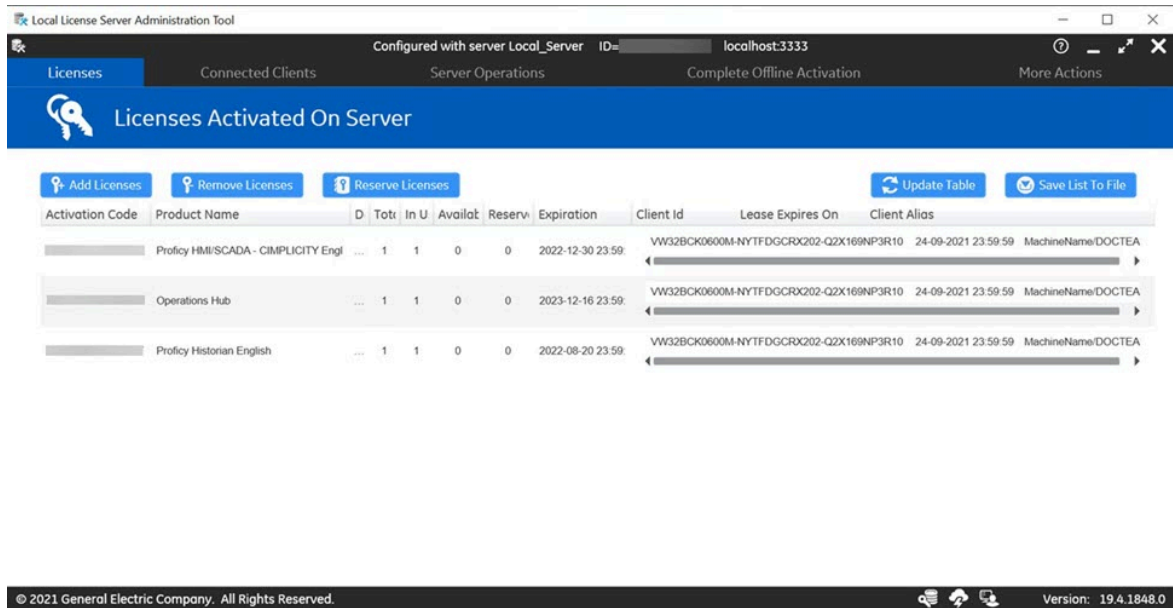 Local License Server Administration Tool
Configured with server Local_Server ID= localhost:3333
Licenses Connected Clients Server Operations Complete Offline Activation More Actions
Licenses Activated On Server
Add Licenses Remove Licenses Reserve Licenses Update Table Save List To File
Activation Code Product Name D Tot In U Availab Reserv Expiration Client Id Lease Expires On Client Alias
Proficy HMI/SCADA - CIMPLICITY Engl ... 1 1 0 0 2022-12-30 23:59: VW32BCK0600M-NYTFDGCRX202-Q2X169NP3R10 24-09-2021 23:59:59 MachineName/DOCTEA
Operations Hub ... 1 1 0 0 2023-12-16 23:59: VW32BCK0600M-NYTFDGCRX202-Q2X169NP3R10 24-09-2021 23:59:59 MachineName/DOCTEA
Proficy Historian English ... 1 1 0 0 2022-08-20 23:59: VW32BCK0600M-NYTFDGCRX202-Q2X169NP3R10 24-09-2021 23:59:59 MachineName/DOCTEA
© 2021 General Electric Company. All Rights Reserved. Version: 19.4.1848.0